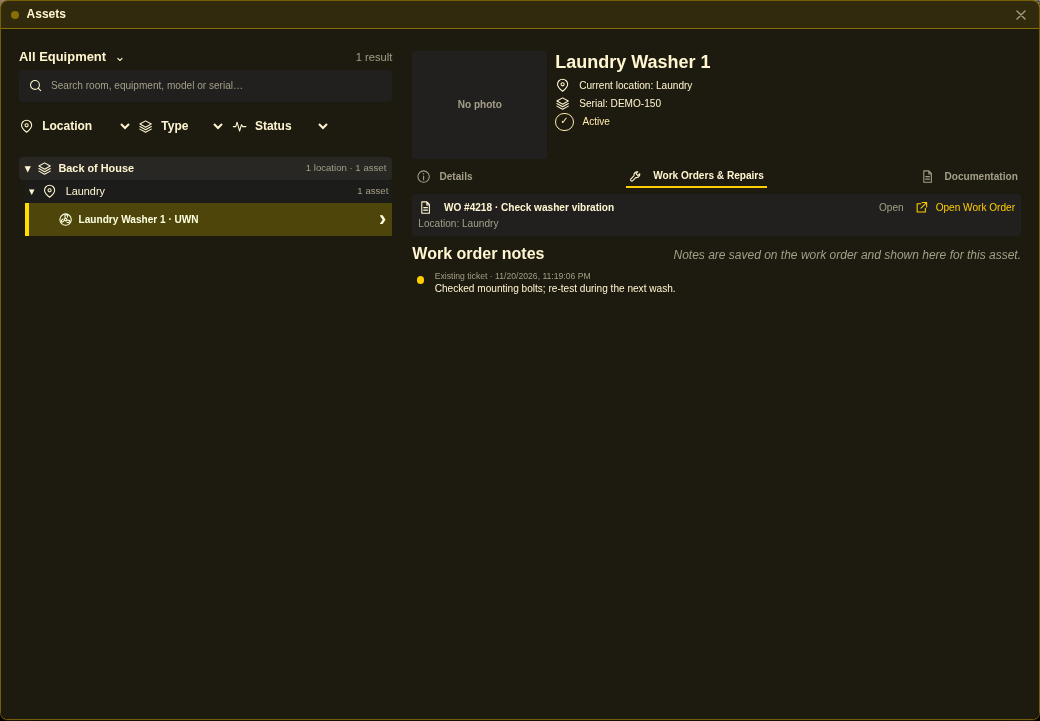 Assets
All Equipment
1 result
Search room, equipment, model or serial…
Location
Type
Status
Back of House
1 location · 1 asset
Laundry
1 asset
Laundry Washer 1 · UWN
No photo
Laundry Washer 1
Current location: Laundry
Serial: DEMO-150
Active
Details
Work Orders & Repairs
Documentation
WO #4218 · Check washer vibration
Open
Open Work Order
Location: Laundry
Work order notes
Notes are saved on the work order and shown here for this asset.
Existing ticket · 11/20/2026, 11:19:06 PM
Checked mounting bolts; re-test during the next wash.